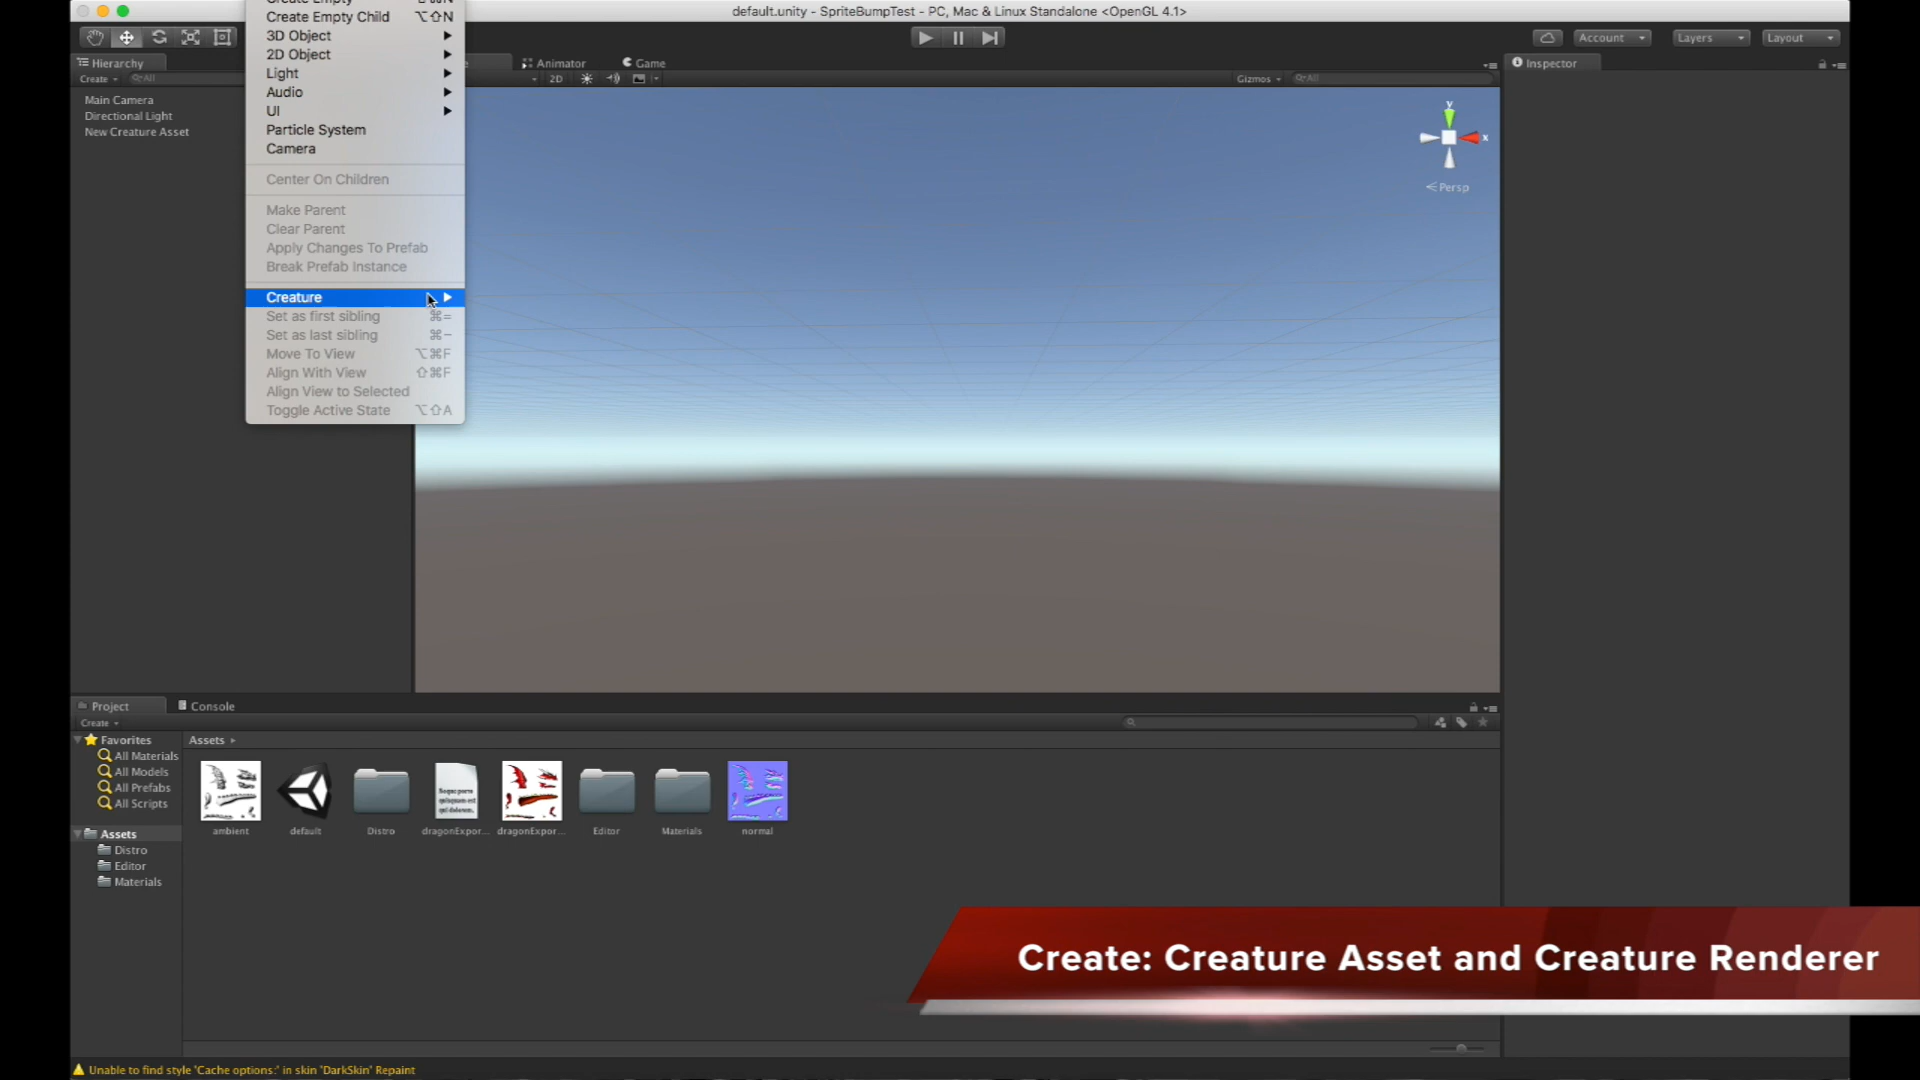 default.unity - SpriteBumpTest - PC, Mac & Linux Standalone <OpenGL 4.1>
Create Empty ⇧⌘N
Create Empty Child ⌥⇧N
3D Object
2D Object
Light
Audio
UI
Particle System
Camera
Center On Children
Make Parent
Clear Parent
Apply Changes To Prefab
Break Prefab Instance
Creature
Set as first sibling ⌘=
Set as last sibling ⌘-
Move To View ⌥⌘F
Align With View ⇧⌘F
Align View to Selected
Toggle Active State ⌥⇧A
Account
Layers
Layout
Hierarchy
Create
All
Main Camera
Directional Light
New Creature Asset
Animator
Game
2D
Gizmos
All
y
x
Persp
Inspector
Project
Console
Create
Favorites
All Materials
All Models
All Prefabs
All Scripts
Assets
Distro
Editor
Materials
Assets
ambient
default
Distro
dragonExpor...
dragonExpor...
Editor
Materials
normal
Create: Creature Asset and Creature Renderer
Unable to find style 'Cache options:' in skin 'DarkSkin' Repaint